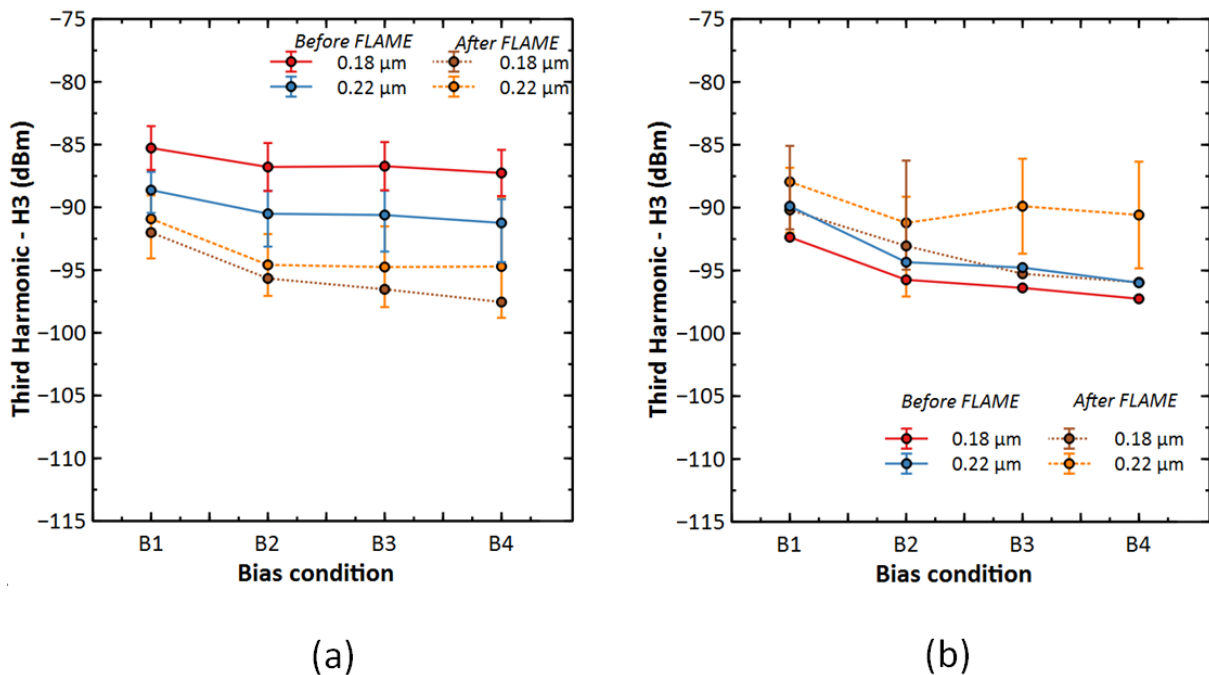 Third Harmonic - H3 (dBm)
−75
−80
−85
−90
−95
−100
−105
−110
−115
Before FLAME After FLAME
0.18 µm 0.18 µm
0.22 µm 0.22 µm
B1 B2 B3 B4
Bias condition
(a)
Third Harmonic - H3 (dBm)
−75
−80
−85
−90
−95
−100
−105
−110
−115
Before FLAME After FLAME
0.18 µm 0.18 µm
0.22 µm 0.22 µm
B1 B2 B3 B4
Bias condition
(b)